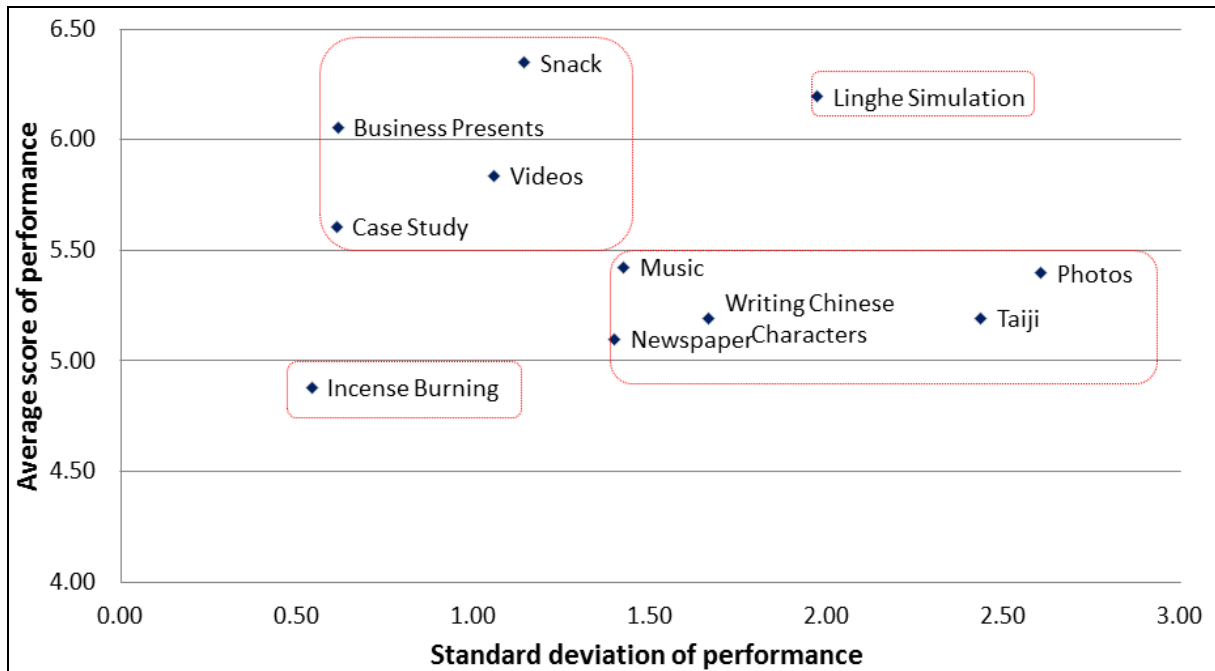 6.50
6.00
5.50
5.00
4.50
4.00
Average score of performance
Snack
Linghe Simulation
Business Presents
Videos
Case Study
Music
Photos
Writing Chinese
Characters
Taiji
Newspaper
Incense Burning
0.00 0.50 1.00 1.50 2.00 2.50 3.00
Standard deviation of performance